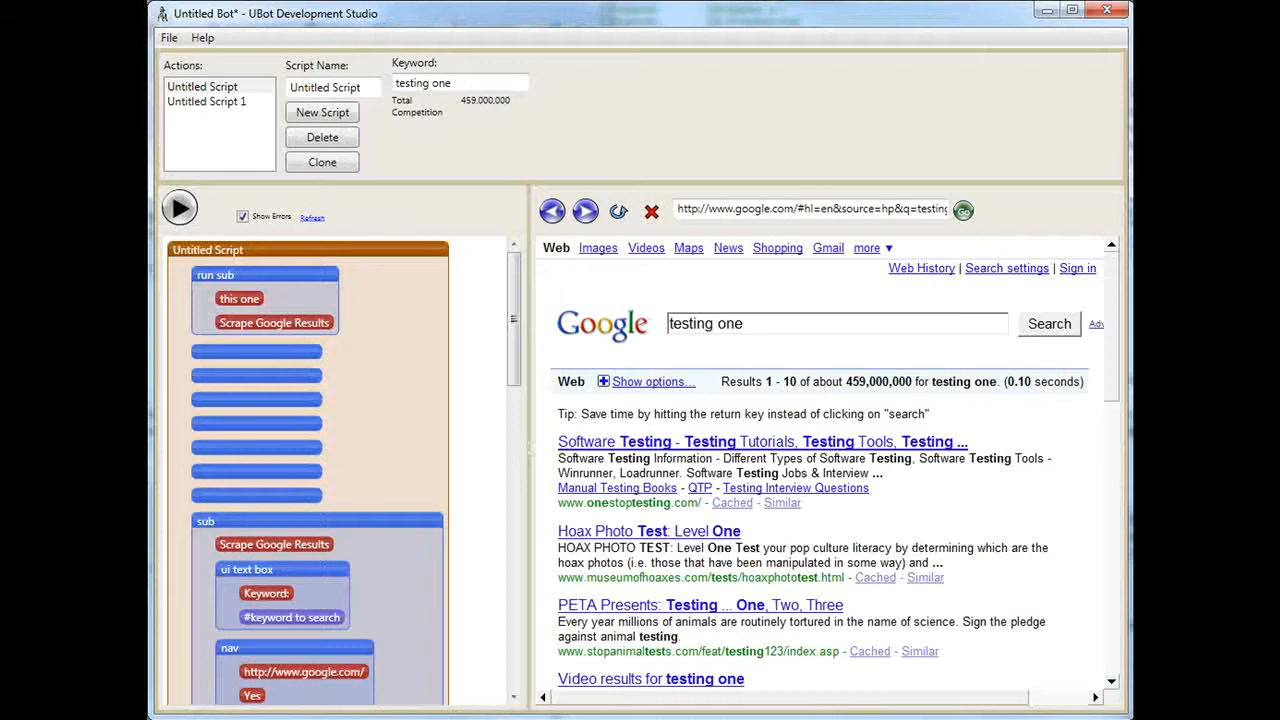 Untitled Bot* - UBot Development Studio
File Help
Actions:
Untitled Script
Untitled Script 1
Script Name:
Untitled Script
New Script
Delete
Clone
Keyword:
testing one
Total Competition 459,000,000
Show Errors Refresh
Untitled Script
run sub
this one
Scrape Google Results
sub
Scrape Google Results
ui text box
Keyword:
#keyword to search
nav
http://www.google.com/
Yes
http://www.google.com/#hl=en&source=hp&q=testing
Go
Web Images Videos Maps News Shopping Gmail more ▼
Web History | Search settings | Sign in
Google testing one Search Adv
Web Show options... Results 1 - 10 of about 459,000,000 for testing one. (0.10 seconds)
Tip: Save time by hitting the return key instead of clicking on "search"
Software Testing - Testing Tutorials, Testing Tools, Testing ...
Software Testing Information - Different Types of Software Testing, Software Testing Tools -
Winrunner, Loadrunner. Software Testing Jobs & Interview ...
Manual Testing Books - QTP - Testing Interview Questions
www.onestoptesting.com/ - Cached - Similar
Hoax Photo Test: Level One
HOAX PHOTO TEST: Level One Test your pop culture literacy by determining which are the
hoax photos (i.e. those that have been manipulated in some way) and ...
www.museumofhoaxes.com/tests/hoaxphototest.html - Cached - Similar
PETA Presents: Testing ... One, Two, Three
Every year millions of animals are routinely tortured in the name of science. Sign the pledge
against animal testing.
www.stopanimaltests.com/feat/testing123/index.asp - Cached - Similar
Video results for testing one